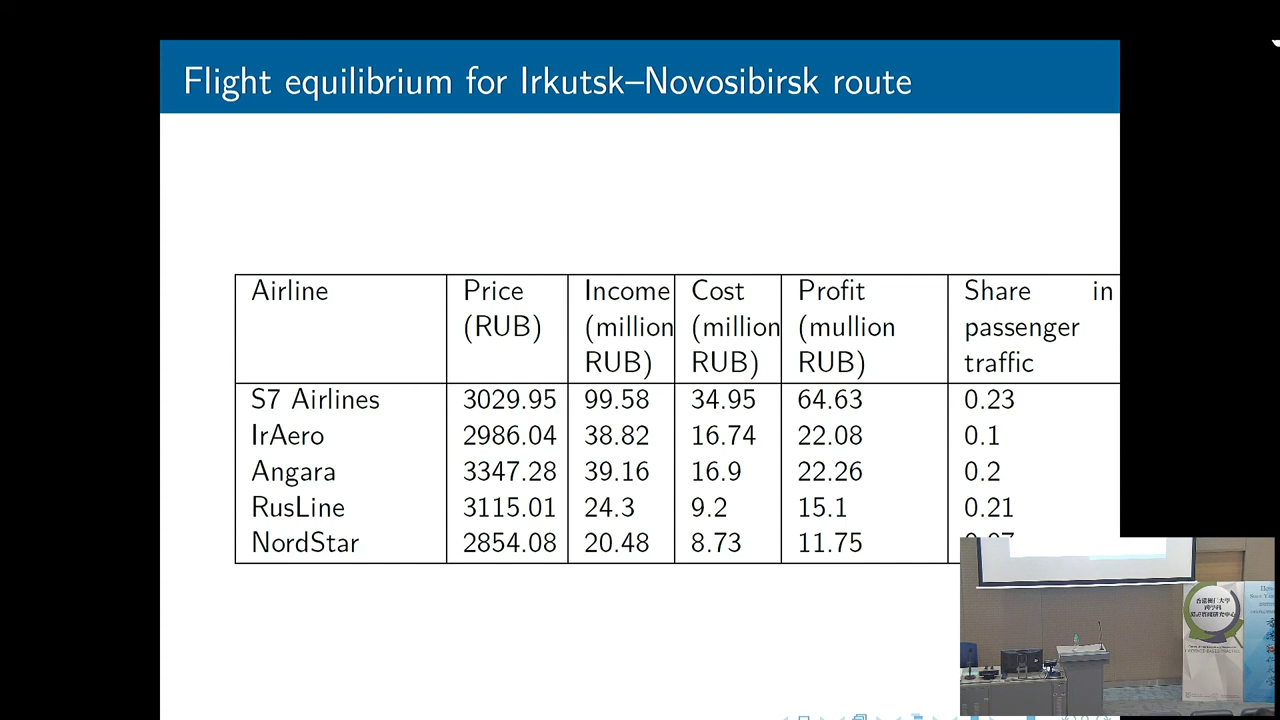 Flight equilibrium for Irkutsk–Novosibirsk route
Airline Price (RUB) Income (million RUB) Cost (million RUB) Profit (mullion RUB) Share in passenger traffic
S7 Airlines 3029.95 99.58 34.95 64.63 0.23
IrAero 2986.04 38.82 16.74 22.08 0.1
Angara 3347.28 39.16 16.9 22.26 0.2
RusLine 3115.01 24.3 9.2 15.1 0.21
NordStar 2854.08 20.48 8.73 11.75 0.07